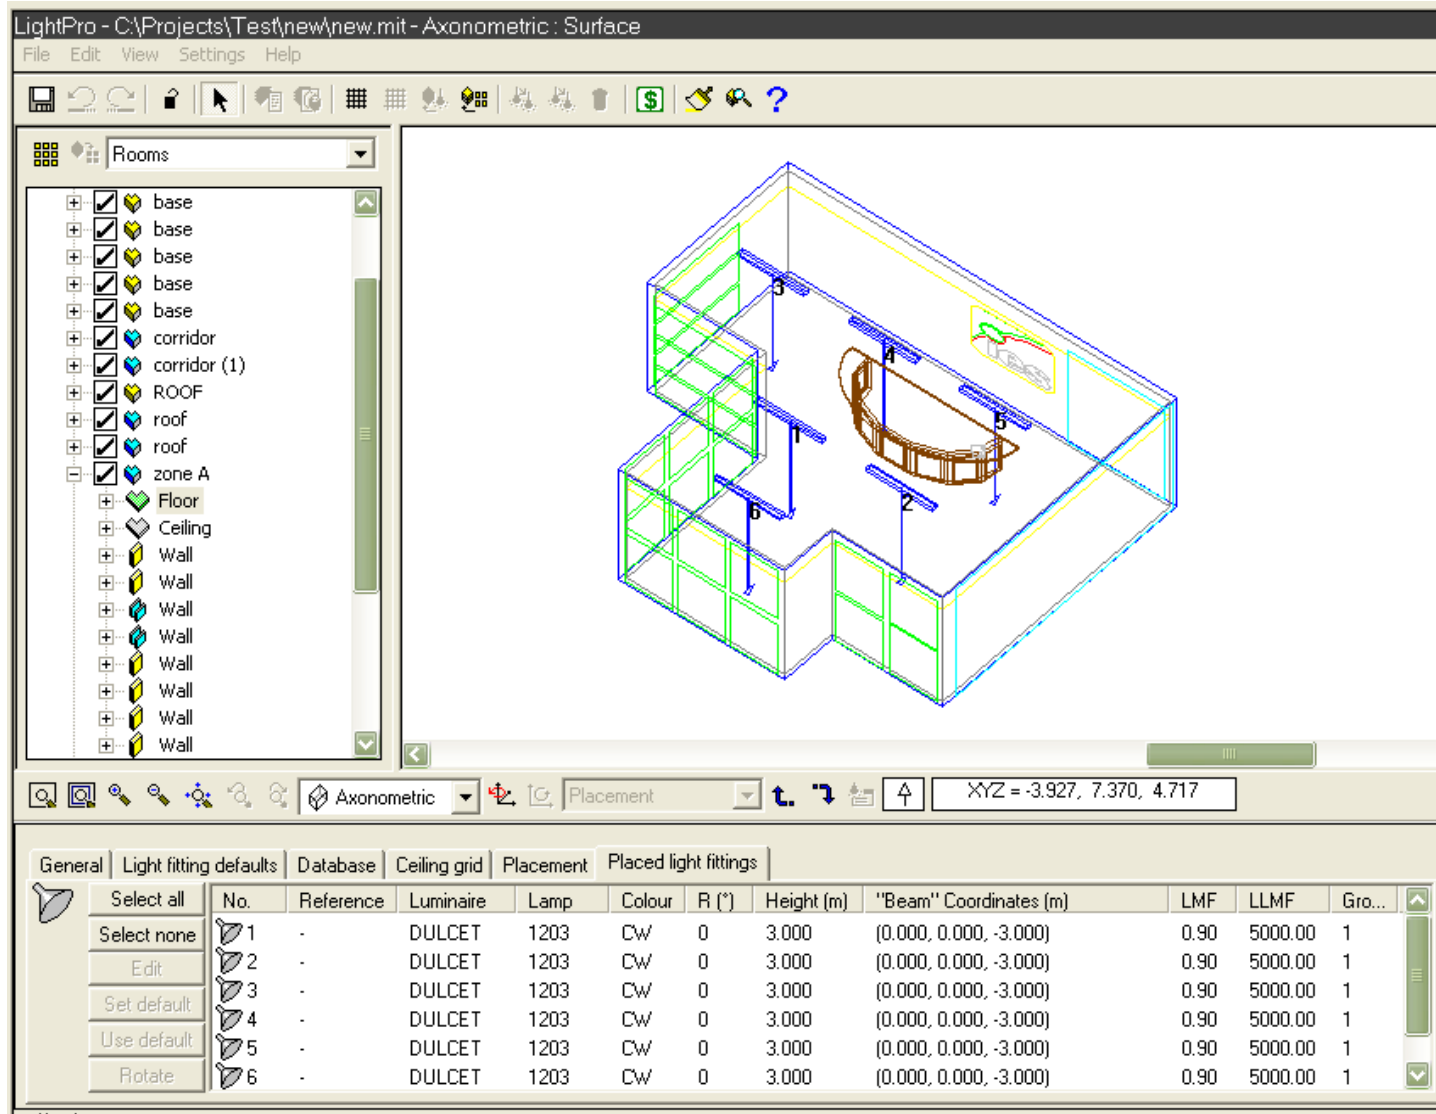 LightPro - C:\Projects\Test\new\new.mit - Axonometric : Surface
File Edit View Settings Help
Rooms
base
base
base
base
base
corridor
corridor (1)
ROOF
roof
roof
zone A
Floor
Ceiling
Wall
Wall
Wall
Wall
Wall
Wall
Wall
Wall
3
4
5
1
2
6
IES
Axonometric
Placement
XYZ = -3.927, 7.370, 4.717
General Light fitting defaults Database Ceiling grid Placement Placed light fittings
Select all
Select none
Edit
Set default
Use default
Rotate
No. Reference Luminaire Lamp Colour R (°) Height (m) "Beam" Coordinates (m) LMF LLMF Gro...
1 - DULCET 1203 CW 0 3.000 (0.000, 0.000, -3.000) 0.90 5000.00 1
2 - DULCET 1203 CW 0 3.000 (0.000, 0.000, -3.000) 0.90 5000.00 1
3 - DULCET 1203 CW 0 3.000 (0.000, 0.000, -3.000) 0.90 5000.00 1
4 - DULCET 1203 CW 0 3.000 (0.000, 0.000, -3.000) 0.90 5000.00 1
5 - DULCET 1203 CW 0 3.000 (0.000, 0.000, -3.000) 0.90 5000.00 1
6 - DULCET 1203 CW 0 3.000 (0.000, 0.000, -3.000) 0.90 5000.00 1